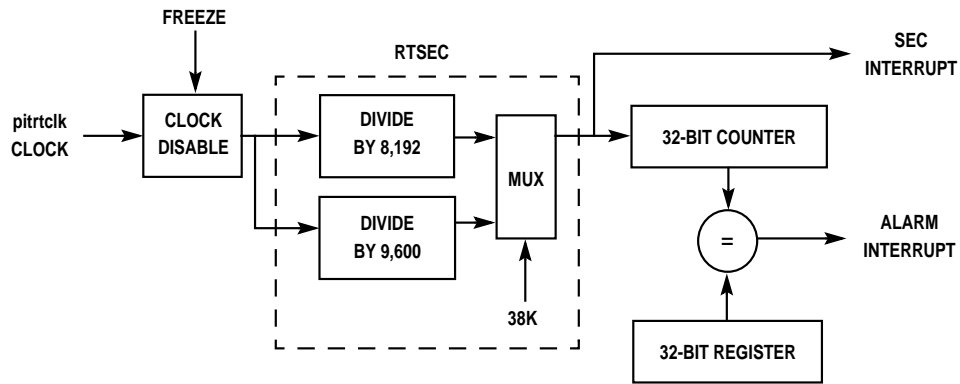 FREEZE
RTSEC
SEC
INTERRUPT
pitrtclk
CLOCK
CLOCK
DISABLE
DIVIDE
BY 8,192
MUX
32-BIT COUNTER
DIVIDE
BY 9,600
=
ALARM
INTERRUPT
38K
32-BIT REGISTER